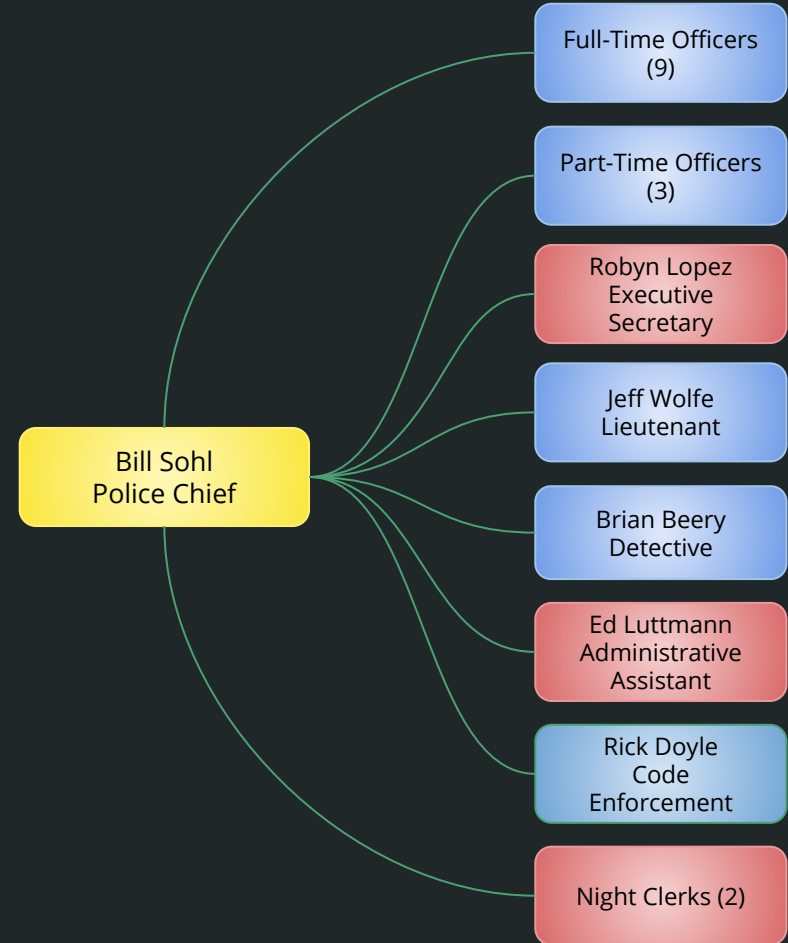 Full-Time Officers
(9)
Part-Time Officers
(3)
Robyn Lopez
Executive
Secretary
Jeff Wolfe
Lieutenant
Bill Sohl
Police Chief
Brian Beery
Detective
Ed Luttmann
Administrative
Assistant
Rick Doyle
Code
Enforcement
Night Clerks (2)